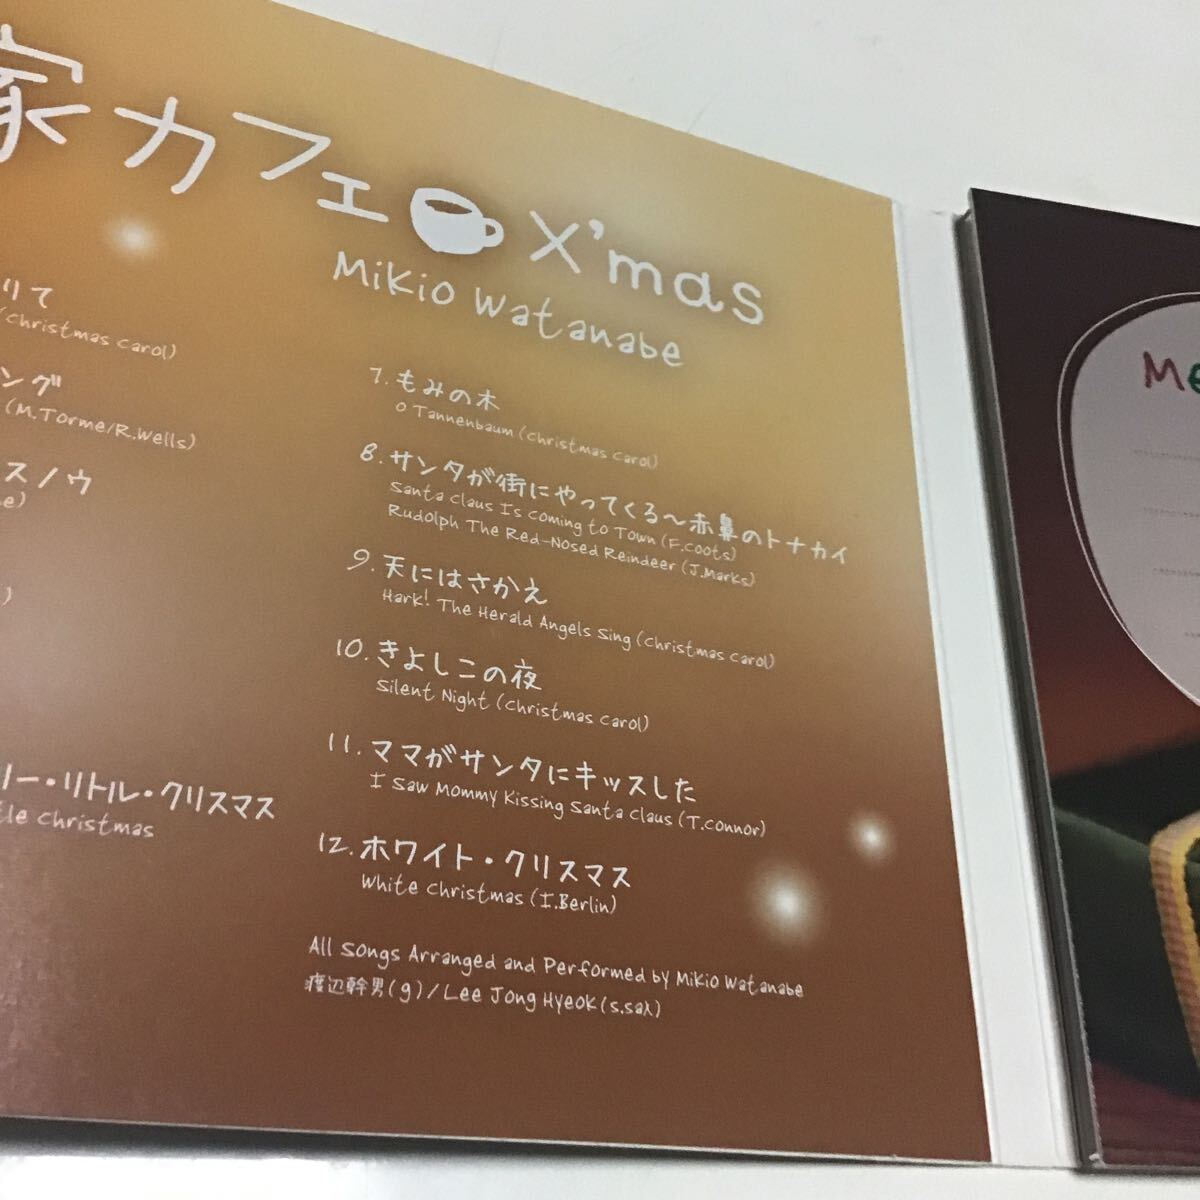 家カフェ X'mas
Mikio Watanabe
りて
(Christmas Carol)
ング
(M.Torme/R.Wells)
スノウ
リー・リトル・クリスマス
Christmas
7. もみの木
O Tannenbaum (Christmas Carol)
8. サンタが街にやってくる〜赤鼻のトナカイ
Santa Claus Is Coming to Town (F.Coots)
Rudolph The Red-Nosed Reindeer (J.Marks)
9. 天にはさかえ
Hark! The Herald Angels Sing (Christmas Carol)
10. きよしこの夜
Silent Night (Christmas Carol)
11. ママがサンタにキッスした
I Saw Mommy Kissing Santa Claus (T.Connor)
12. ホワイト・クリスマス
White Christmas (I.Berlin)
All Songs Arranged and Performed by Mikio Watanabe
渡辺幹男(g)/Lee Jong Hyeok(s.sax)